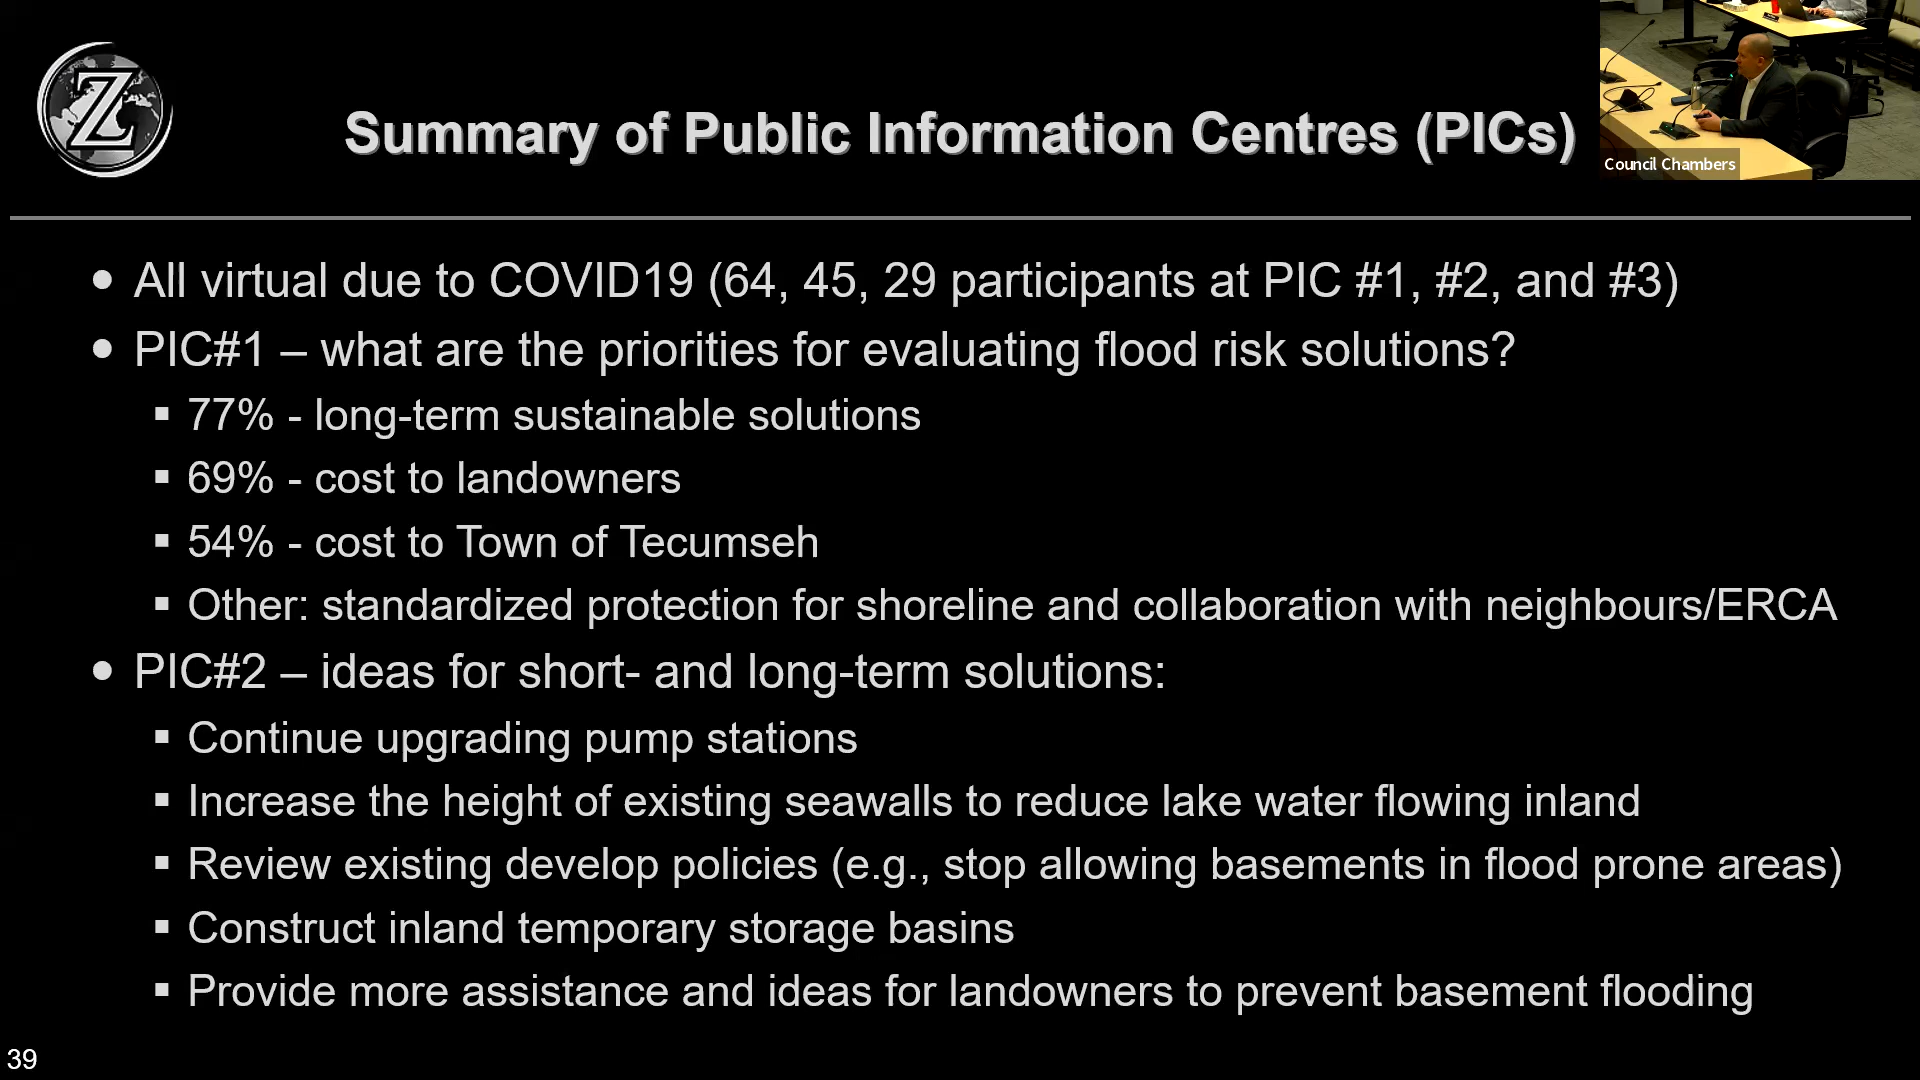 Z
Summary of Public Information Centres (PICs)
Council Chambers
All virtual due to COVID19 (64, 45, 29 participants at PIC #1, #2, and #3)
PIC#1 – what are the priorities for evaluating flood risk solutions?
77% - long-term sustainable solutions
69% - cost to landowners
54% - cost to Town of Tecumseh
Other: standardized protection for shoreline and collaboration with neighbours/ERCA
PIC#2 – ideas for short- and long-term solutions:
Continue upgrading pump stations
Increase the height of existing seawalls to reduce lake water flowing inland
Review existing develop policies (e.g., stop allowing basements in flood prone areas)
Construct inland temporary storage basins
Provide more assistance and ideas for landowners to prevent basement flooding
39